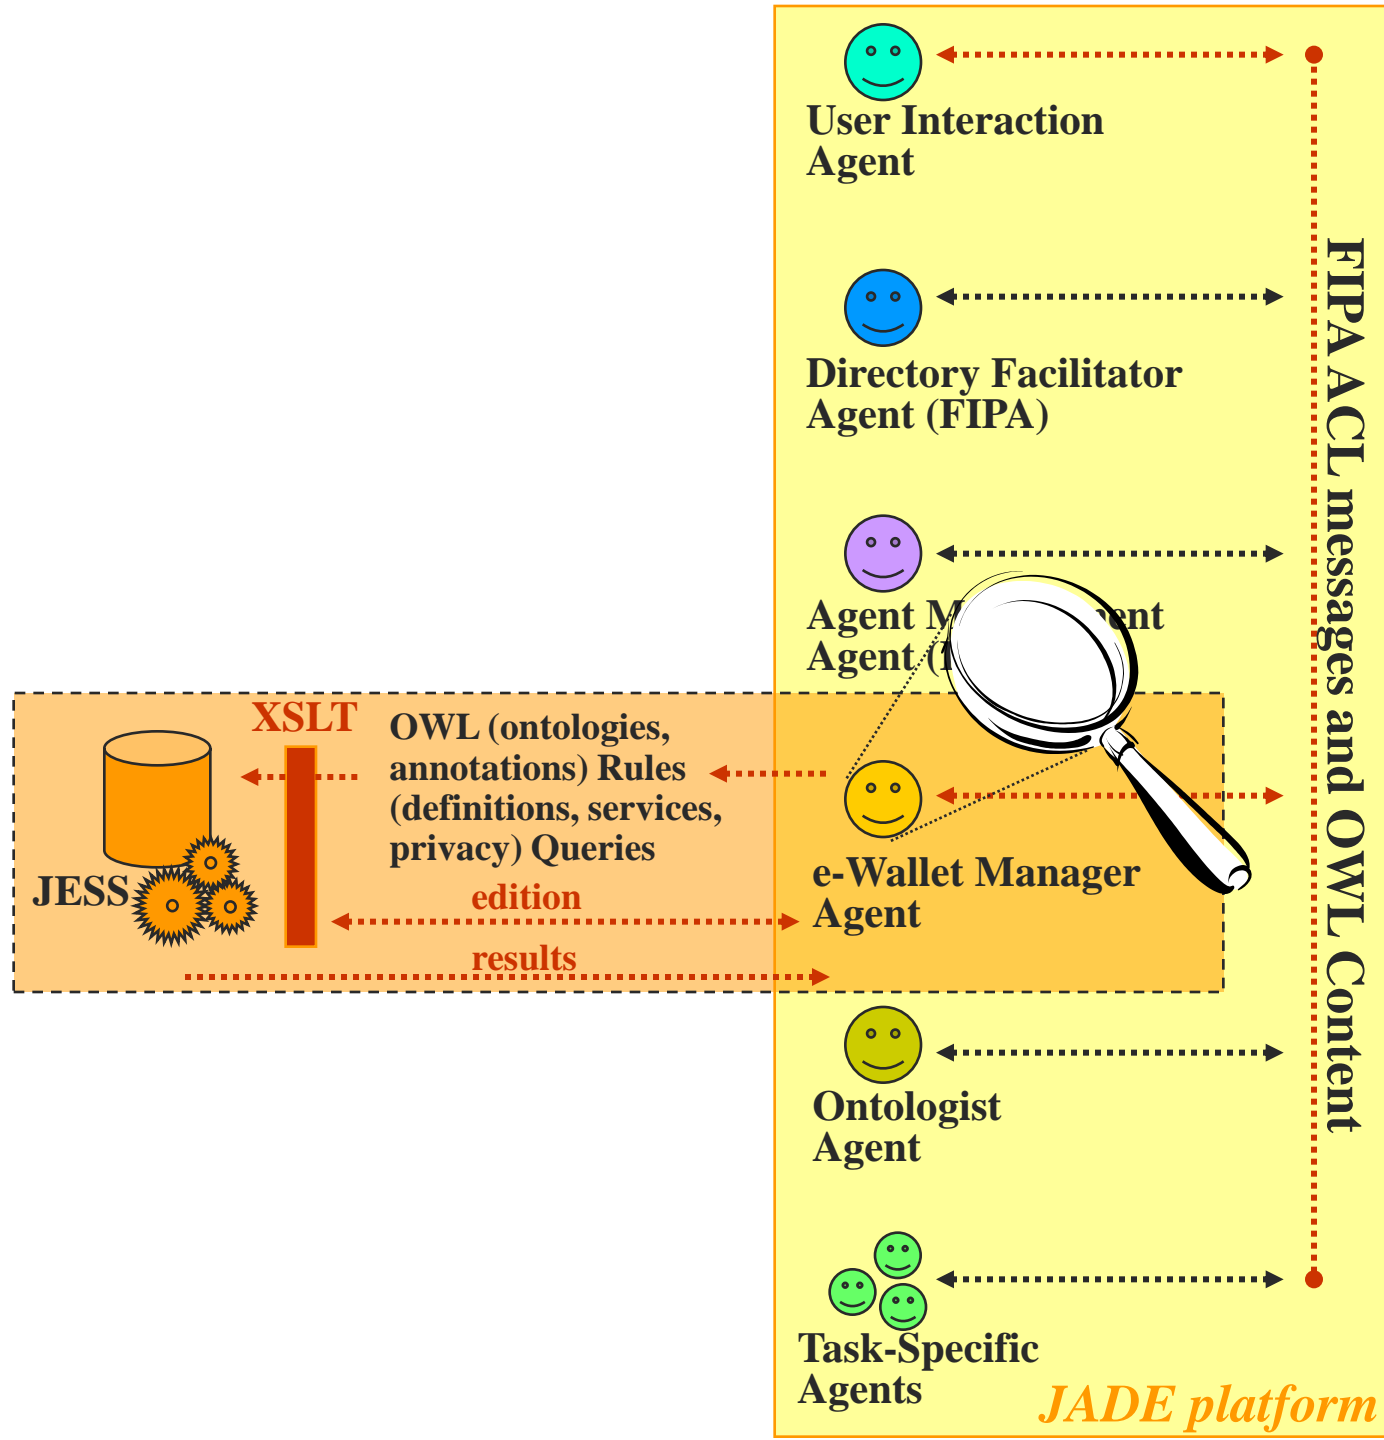 User Interaction
Agent
Directory Facilitator
Agent (FIPA)
Agent
Agent
XSLT
OWL (ontologies,
annotations) Rules
(definitions, services,
privacy) Queries
JESS
edition
results
e-Wallet Manager
Agent
Ontologist
Agent
Task-Specific
Agents
FIPA ACL messages and OWL Content
JADE platform